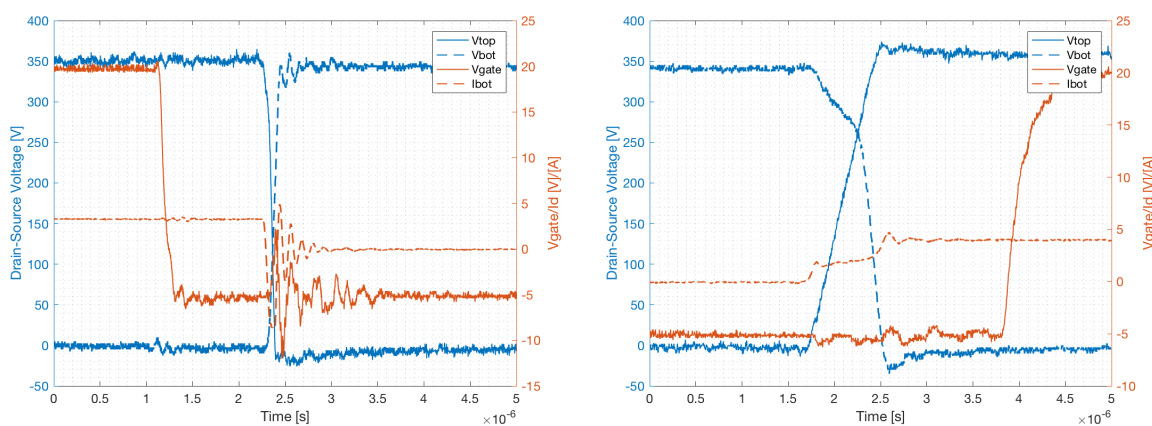 400
350
300
250
200
150
100
50
0
-50
Drain-Source Voltage [V]
25
20
15
10
5
0
-5
-10
-15
Vgate/Id [V]/[A]
Vtop
Vbot
Vgate
Ibot
0 0.5 1 1.5 2 2.5 3 3.5 4 4.5 5
Time [s]
×10-6
400
350
300
250
200
150
100
50
0
-50
Drain-Source Voltage [V]
25
20
15
10
5
0
-5
-10
Vgate/Id [V]/[A]
Vtop
Vbot
Vgate
Ibot
0 0.5 1 1.5 2 2.5 3 3.5 4 4.5 5
Time [s]
×10-6